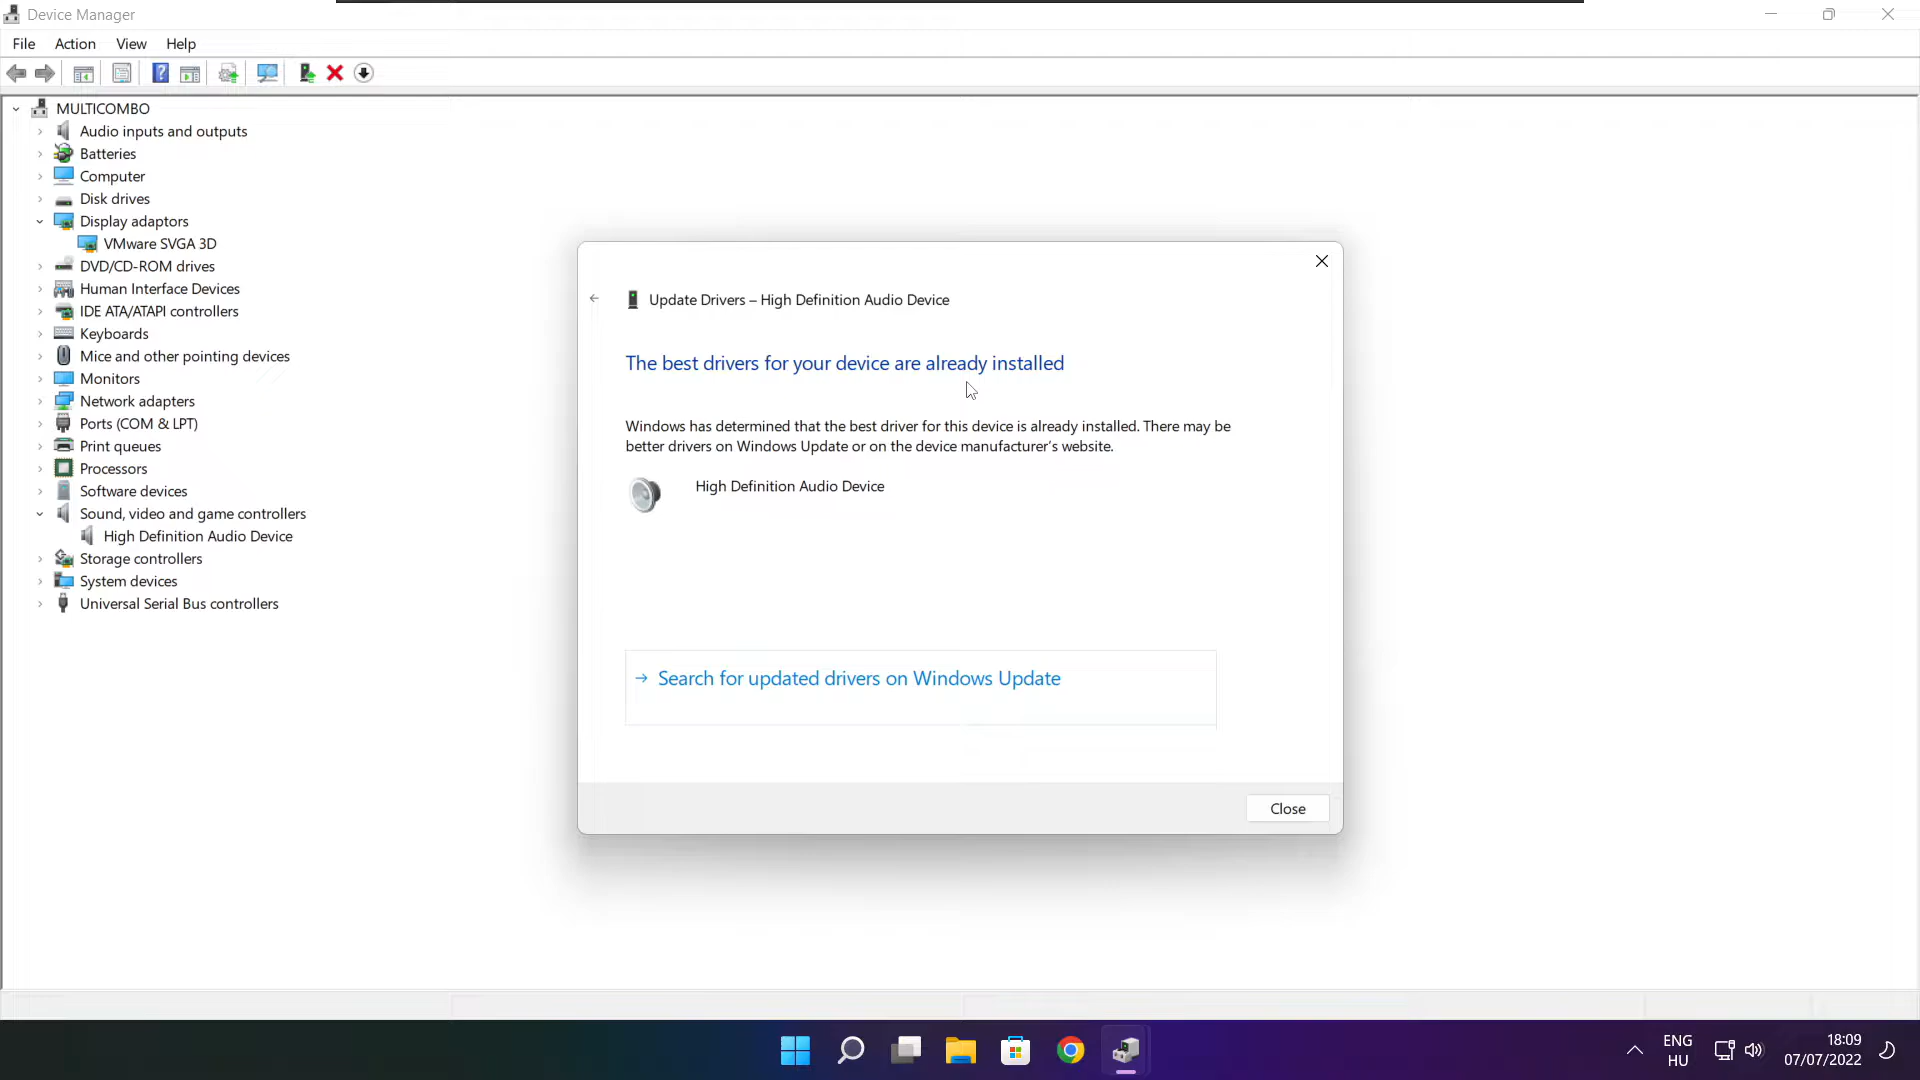 Device Manager
File Action View Help
MULTICOMBO
Audio inputs and outputs
Batteries
Computer
Disk drives
Display adaptors
VMware SVGA 3D
DVD/CD-ROM drives
Human Interface Devices
IDE ATA/ATAPI controllers
Keyboards
Mice and other pointing devices
Monitors
Network adapters
Ports (COM & LPT)
Print queues
Processors
Software devices
Sound, video and game controllers
High Definition Audio Device
Storage controllers
System devices
Universal Serial Bus controllers
Update Drivers – High Definition Audio Device
The best drivers for your device are already installed
Windows has determined that the best driver for this device is already installed. There may be
better drivers on Windows Update or on the device manufacturer’s website.
High Definition Audio Device
Search for updated drivers on Windows Update
Close
ENG
HU
18:09
07/07/2022